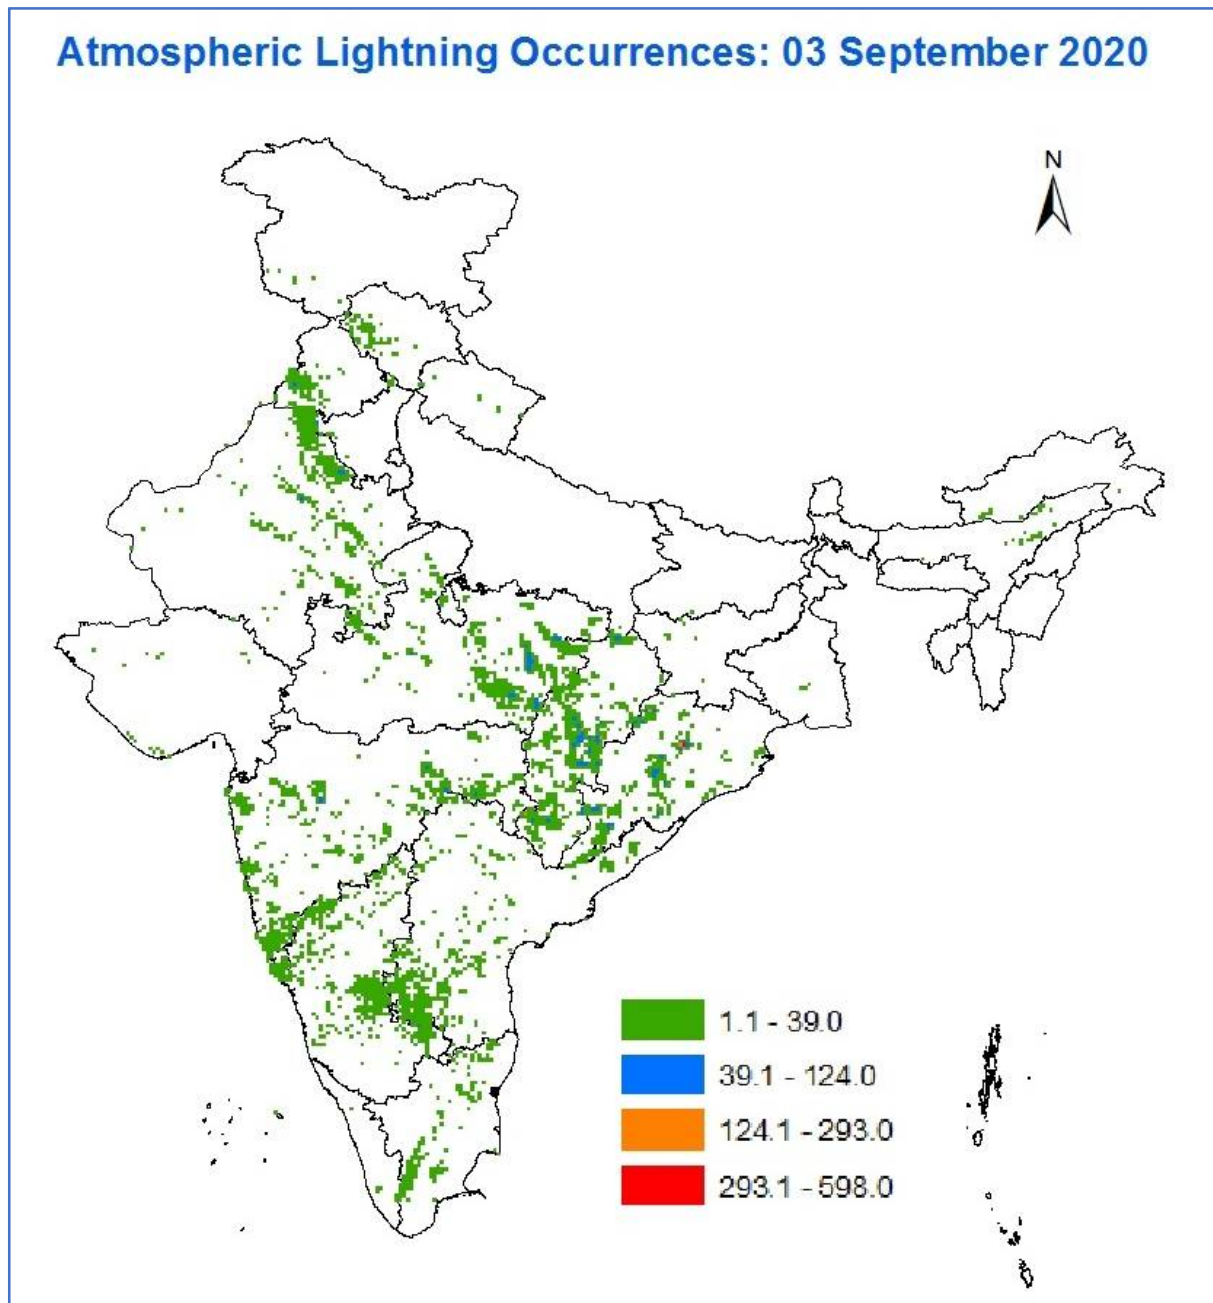 Atmospheric Lightning Occurrences: 03 September 2020
N
1.1 - 39.0
39.1 - 124.0
124.1 - 293.0
293.1 - 598.0